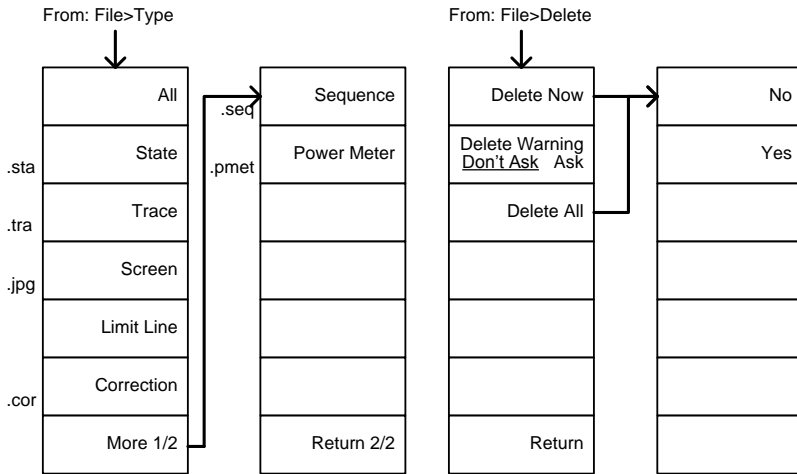 From: File>Type
All
State
.sta
Trace
.tra
Screen
.jpg
Limit Line
Correction
.cor
More 1/2
Sequence
.seq
Power Meter
.pmet
Return 2/2
From: File>Delete
Delete Now
Delete Warning
Don't Ask Ask
Delete All
Return
No
Yes